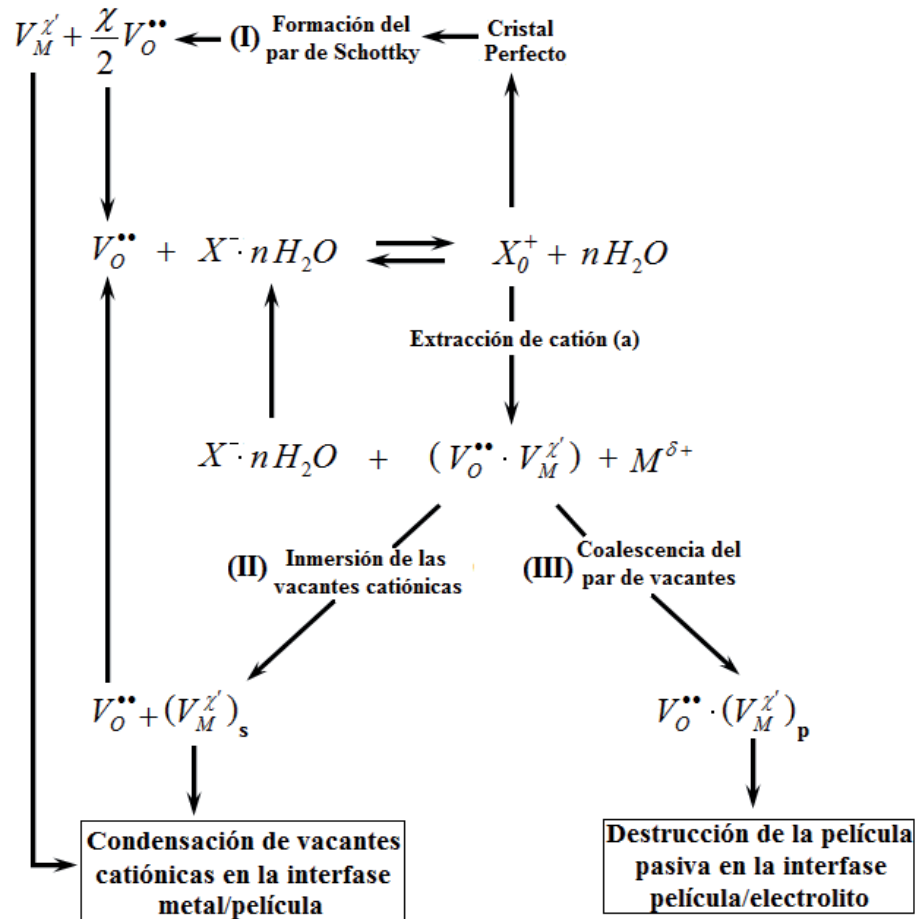 V_M^{χ'} + χ/2 V_O^{••} (I) Formación del par de Schottky Cristal Perfecto
V_O^{••} + X^-·nH_2O ⇌ X_0^+ + nH_2O
Extracción de catión (a)
X^-·nH_2O + (V_O^{••}·V_M^{χ'}) + M^{δ+}
(II) Inmersión de las
vacantes catiónicas
(III) Coalescencia del
par de vacantes
V_O^{••} + (V_M^{χ'})_s
V_O^{••}·(V_M^{χ'})_p
Condensación de vacantes
catiónicas en la interfase
metal/película
Destrucción de la película
pasiva en la interfase
película/electrolito